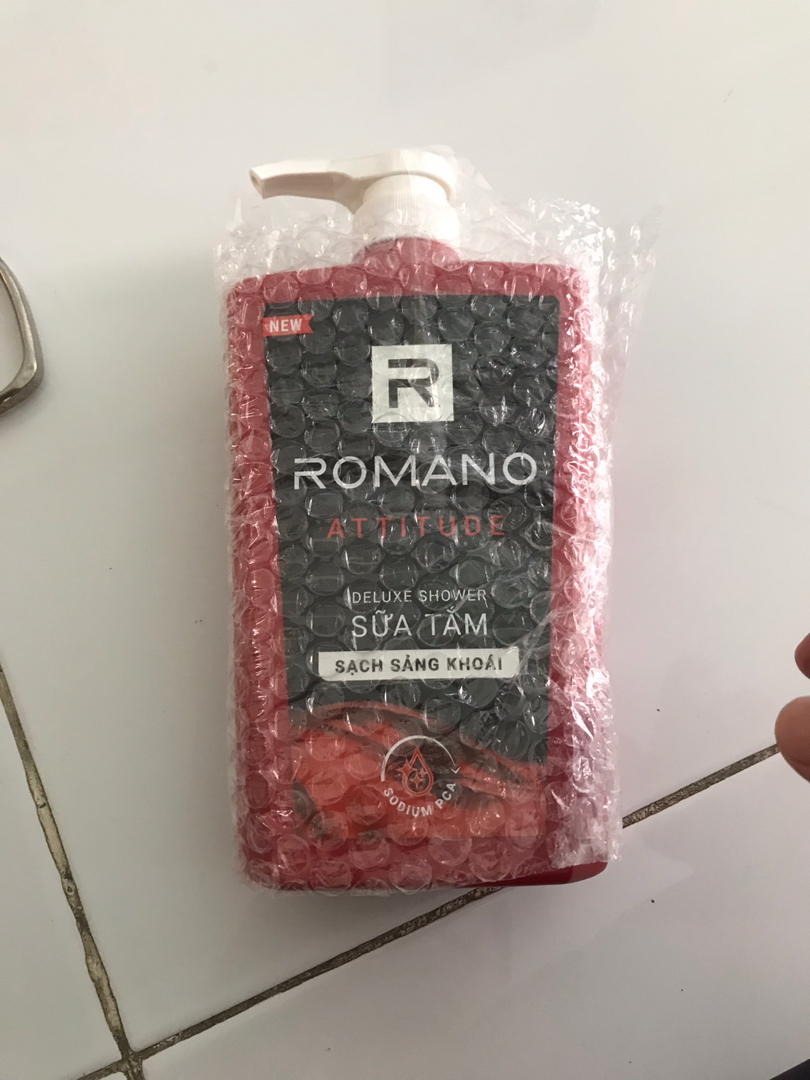 NEW
R
ROMANO
ATTITUDE
DELUXE SHOWER
SỮA TẮM
SẠCH SẢNG KHOÁI
SODIUM PCA